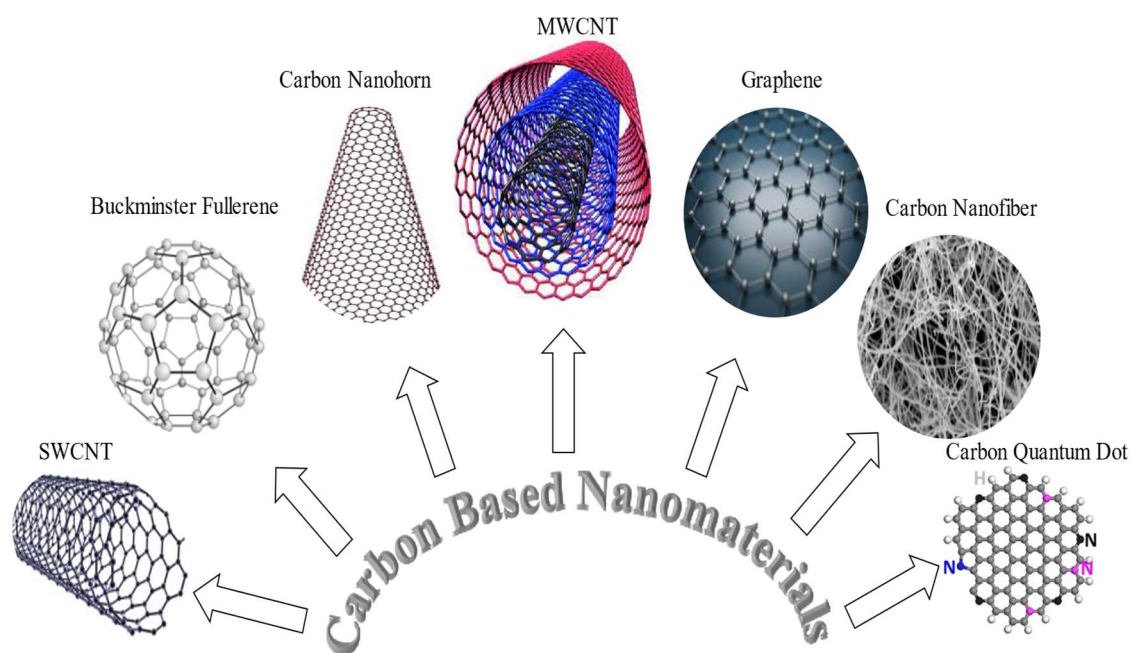 MWCNT
Carbon Nanohorn
Graphene
Buckminster Fullerene
Carbon Nanofiber
SWCNT
Carbon Quantum Dot
H
N
N
N
Carbon Based Nanomaterials